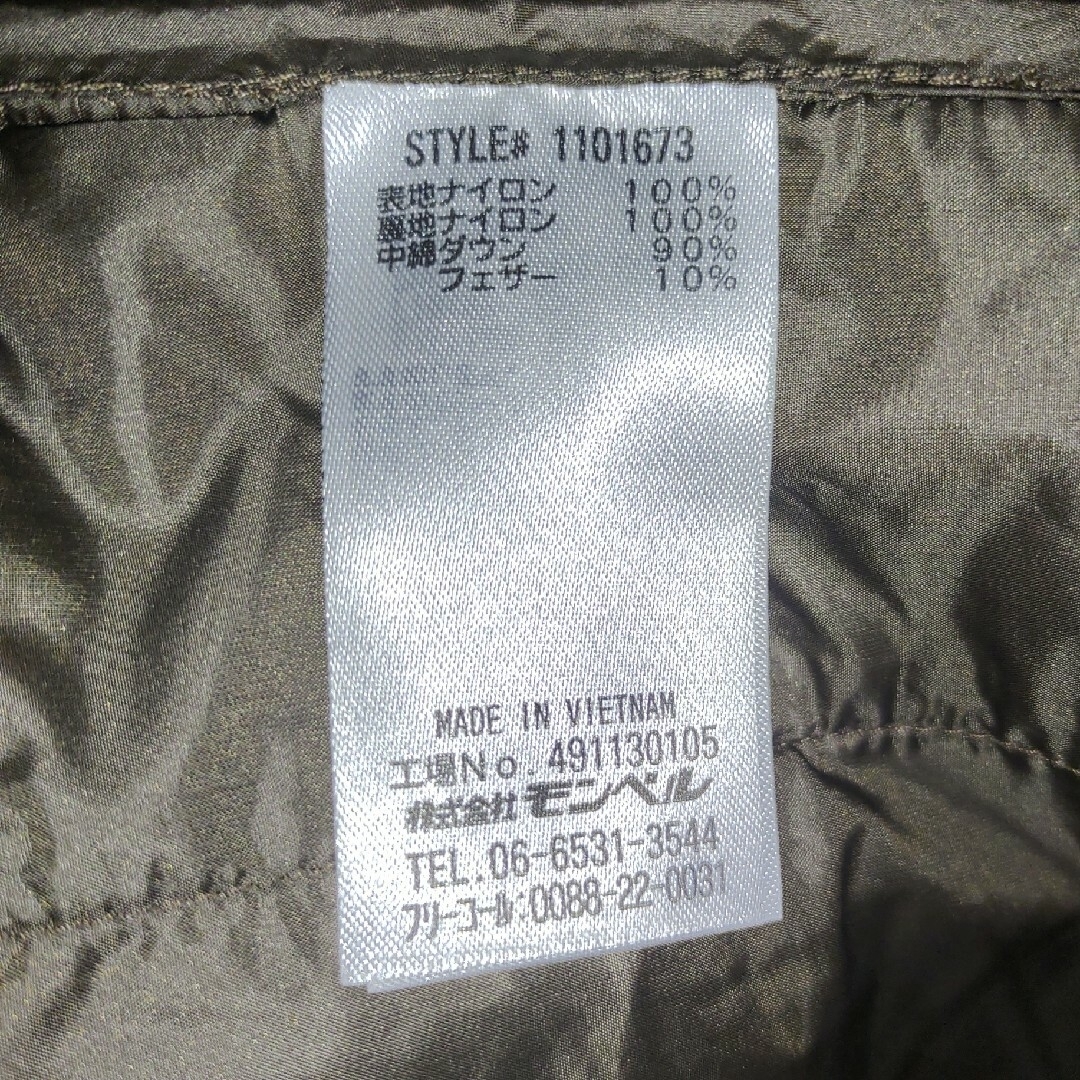 STYLE# 1101673
表地ナイロン 100%
裏地ナイロン 100%
中綿ダウン 90%
フェザー 10%
MADE IN VIETNAM
工場No. 491130105
株式会社 モンベル
TEL. 06-6531-3544
フリーコール:0088-22-0031